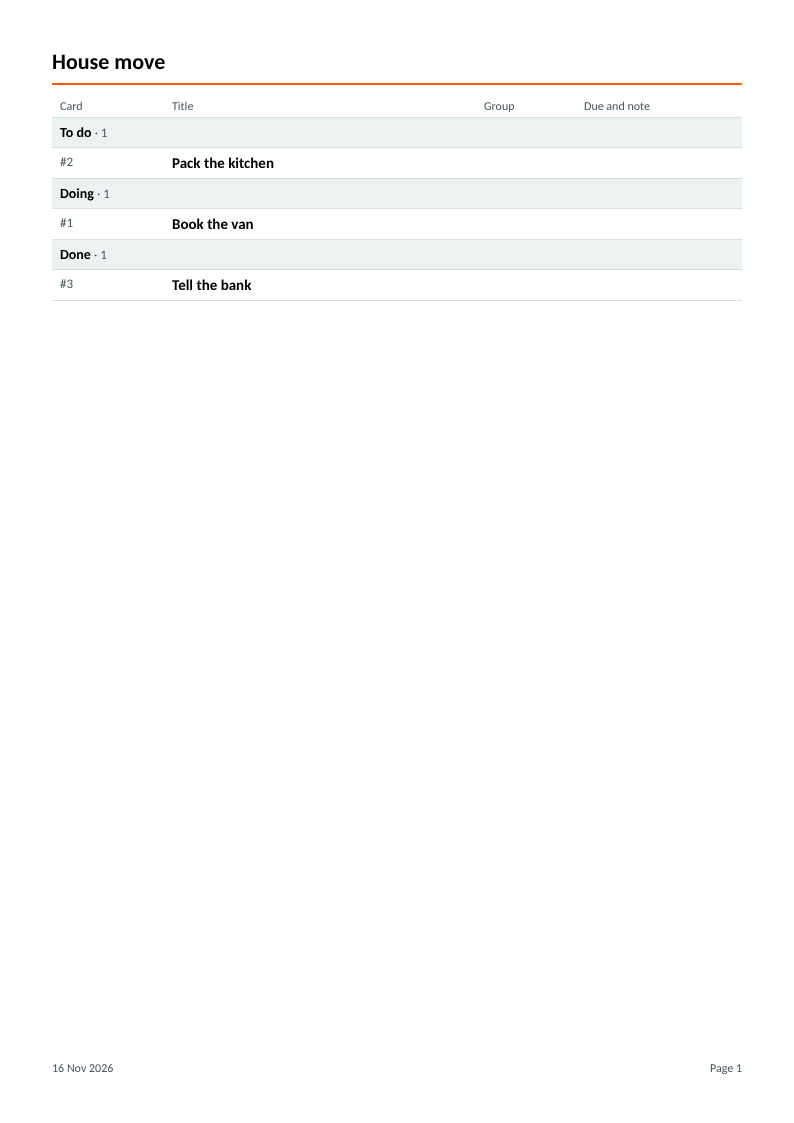 House move
Card Title Group Due and note
To do · 1
#2 Pack the kitchen
Doing · 1
#1 Book the van
Done · 1
#3 Tell the bank
16 Nov 2026 Page 1